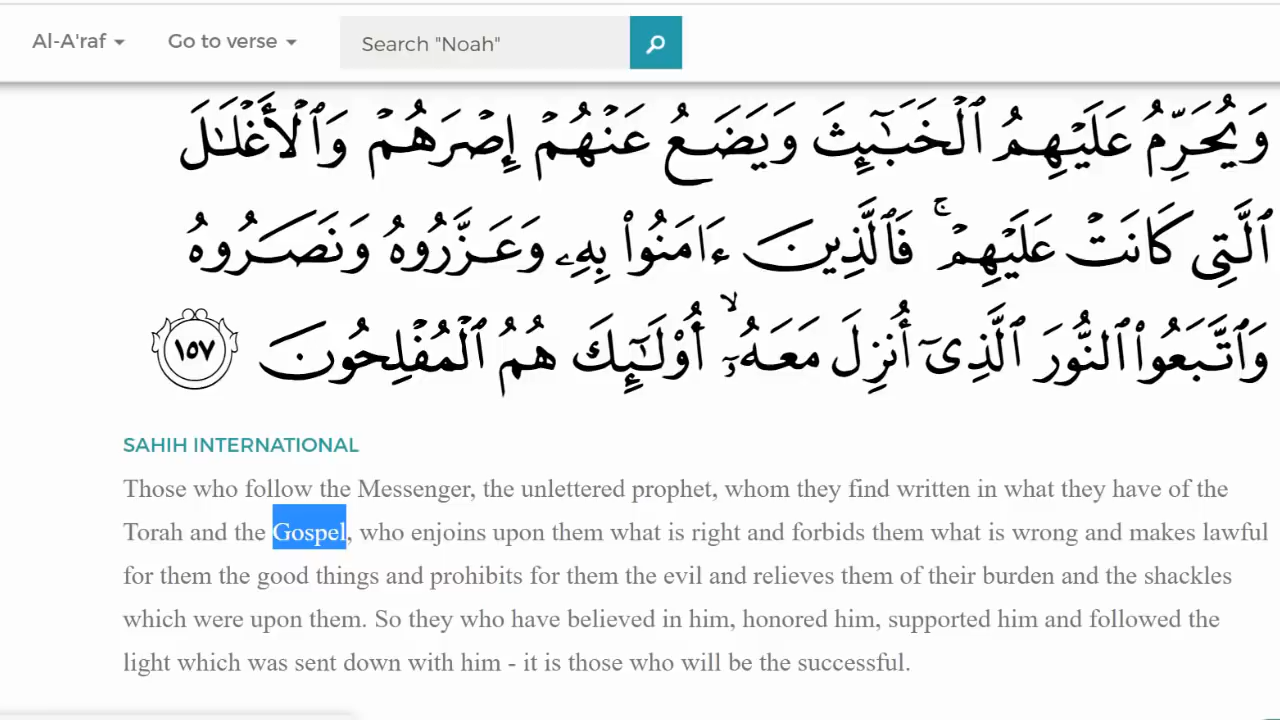 Al-A'raf
Go to verse
Search "Noah"
وَيُحَرِّمُ عَلَيْهِمُ ٱلْخَبَـٰٓئِثَ وَيَضَعُ عَنْهُمْ إِصْرَهُمْ وَٱلْأَغْلَـٰلَ
ٱلَّتِى كَانَتْ عَلَيْهِمْ ۚ فَٱلَّذِينَ ءَامَنُوا۟ بِهِۦ وَعَزَّرُوهُ وَنَصَرُوهُ
وَٱتَّبَعُوا۟ ٱلنُّورَ ٱلَّذِىٓ أُنزِلَ مَعَهُۥٓ ۙ أُو۟لَـٰٓئِكَ هُمُ ٱلْمُفْلِحُونَ ١٥٧
SAHIH INTERNATIONAL
Those who follow the Messenger, the unlettered prophet, whom they find written in what they have of the
Torah and the Gospel, who enjoins upon them what is right and forbids them what is wrong and makes lawful
for them the good things and prohibits for them the evil and relieves them of their burden and the shackles
which were upon them. So they who have believed in him, honored him, supported him and followed the
light which was sent down with him - it is those who will be the successful.